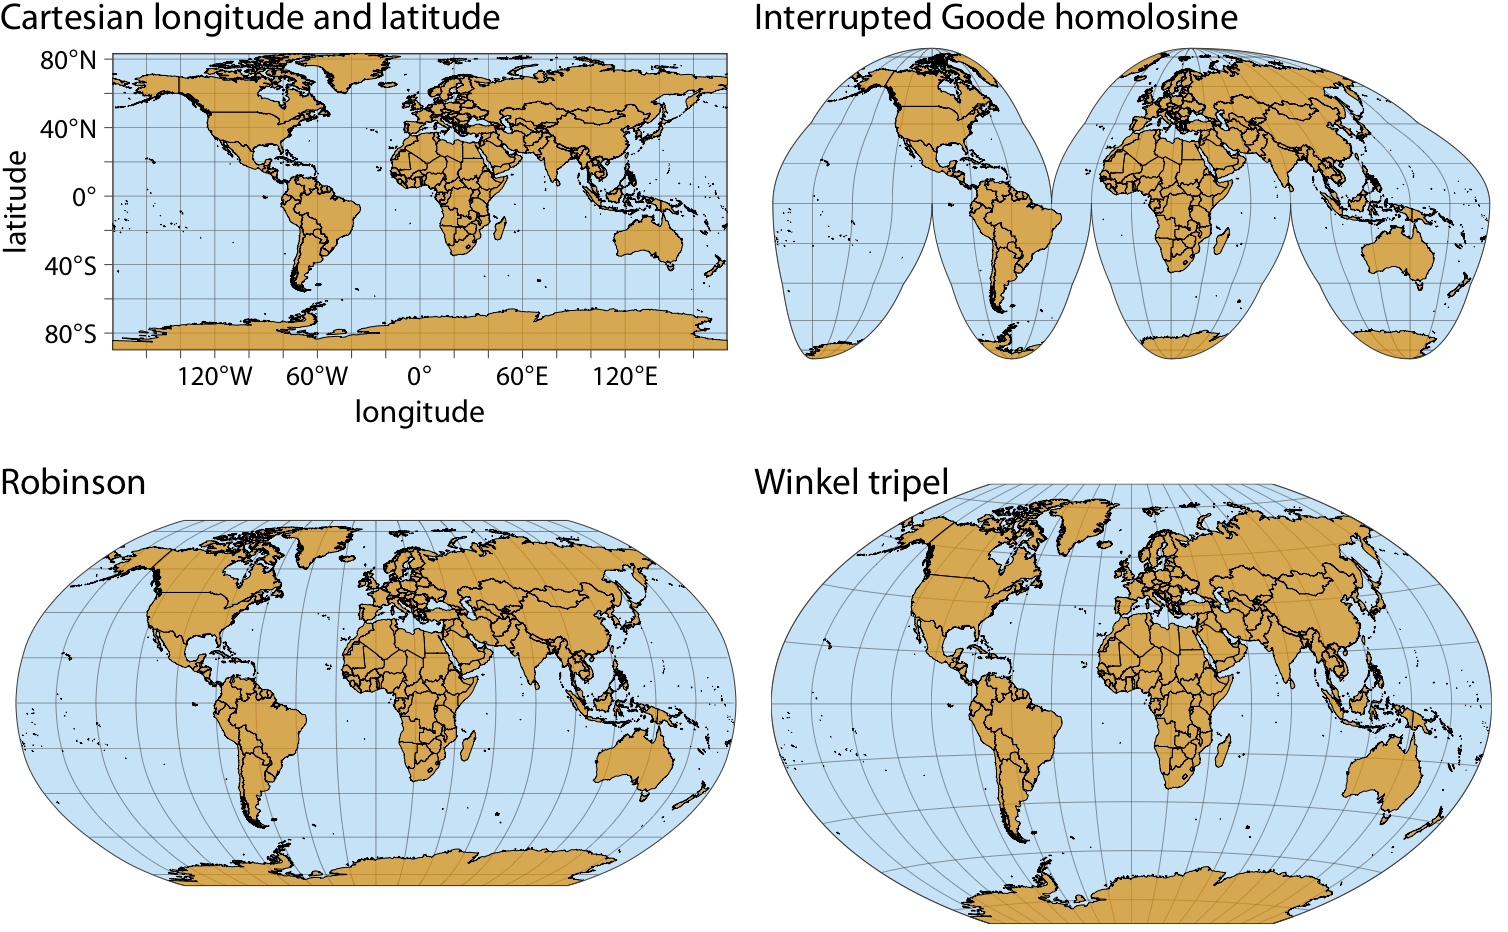 Cartesian longitude and latitude
80°N
40°N
0°
40°S
80°S
latitude
120°W 60°W 0° 60°E 120°E
longitude
Interrupted Goode homolosine
Robinson
Winkel tripel